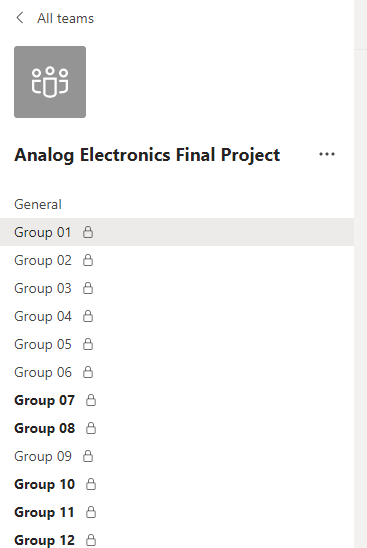 All teams
Analog Electronics Final Project
General
Group 01
Group 02
Group 03
Group 04
Group 05
Group 06
Group 07
Group 08
Group 09
Group 10
Group 11
Group 12